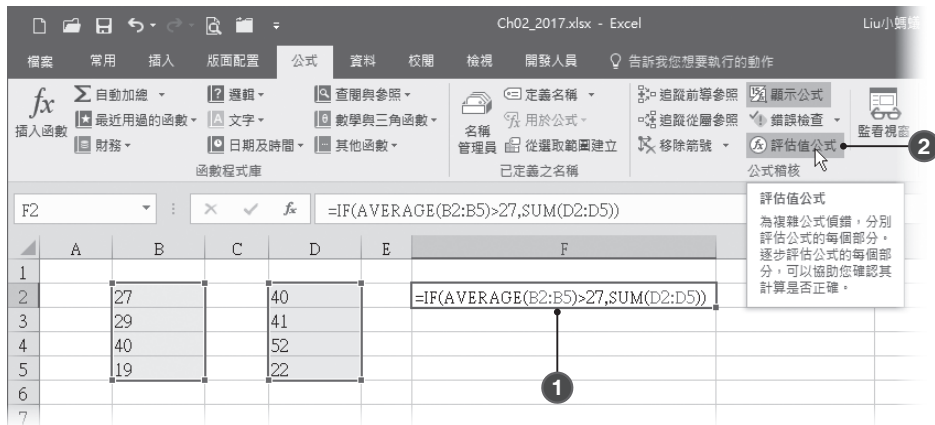 Ch02_2017.xlsx - Excel
Liu小螞蟻
檔案 常用 插入 版面配置 公式 資料 校閱 檢視 開發人員 告訴我您想要執行的動作
fx 插入函數
Σ 自動加總
最近用過的函數
財務
? 邏輯
A 文字
日期及時間
查閱與參照
θ 數學與三角函數
其他函數
函數程式庫
名稱管理員
定義名稱
用於公式
從選取範圍建立
已定義之名稱
追蹤前導參照
追蹤從屬參照
移除箭號
顯示公式
錯誤檢查
評估值公式
公式稽核
監看視窗
2
評估值公式
為複雜公式偵錯,分別
評估公式的每個部分。
逐步評估公式的每個部
分,可以協助您確認其
計算是否正確。
F2 fx =IF(AVERAGE(B2:B5)>27,SUM(D2:D5))
A B C D E F
1
2 27 40 =IF(AVERAGE(B2:B5)>27,SUM(D2:D5))
3 29 41
4 40 52
5 19 22
6
7
1